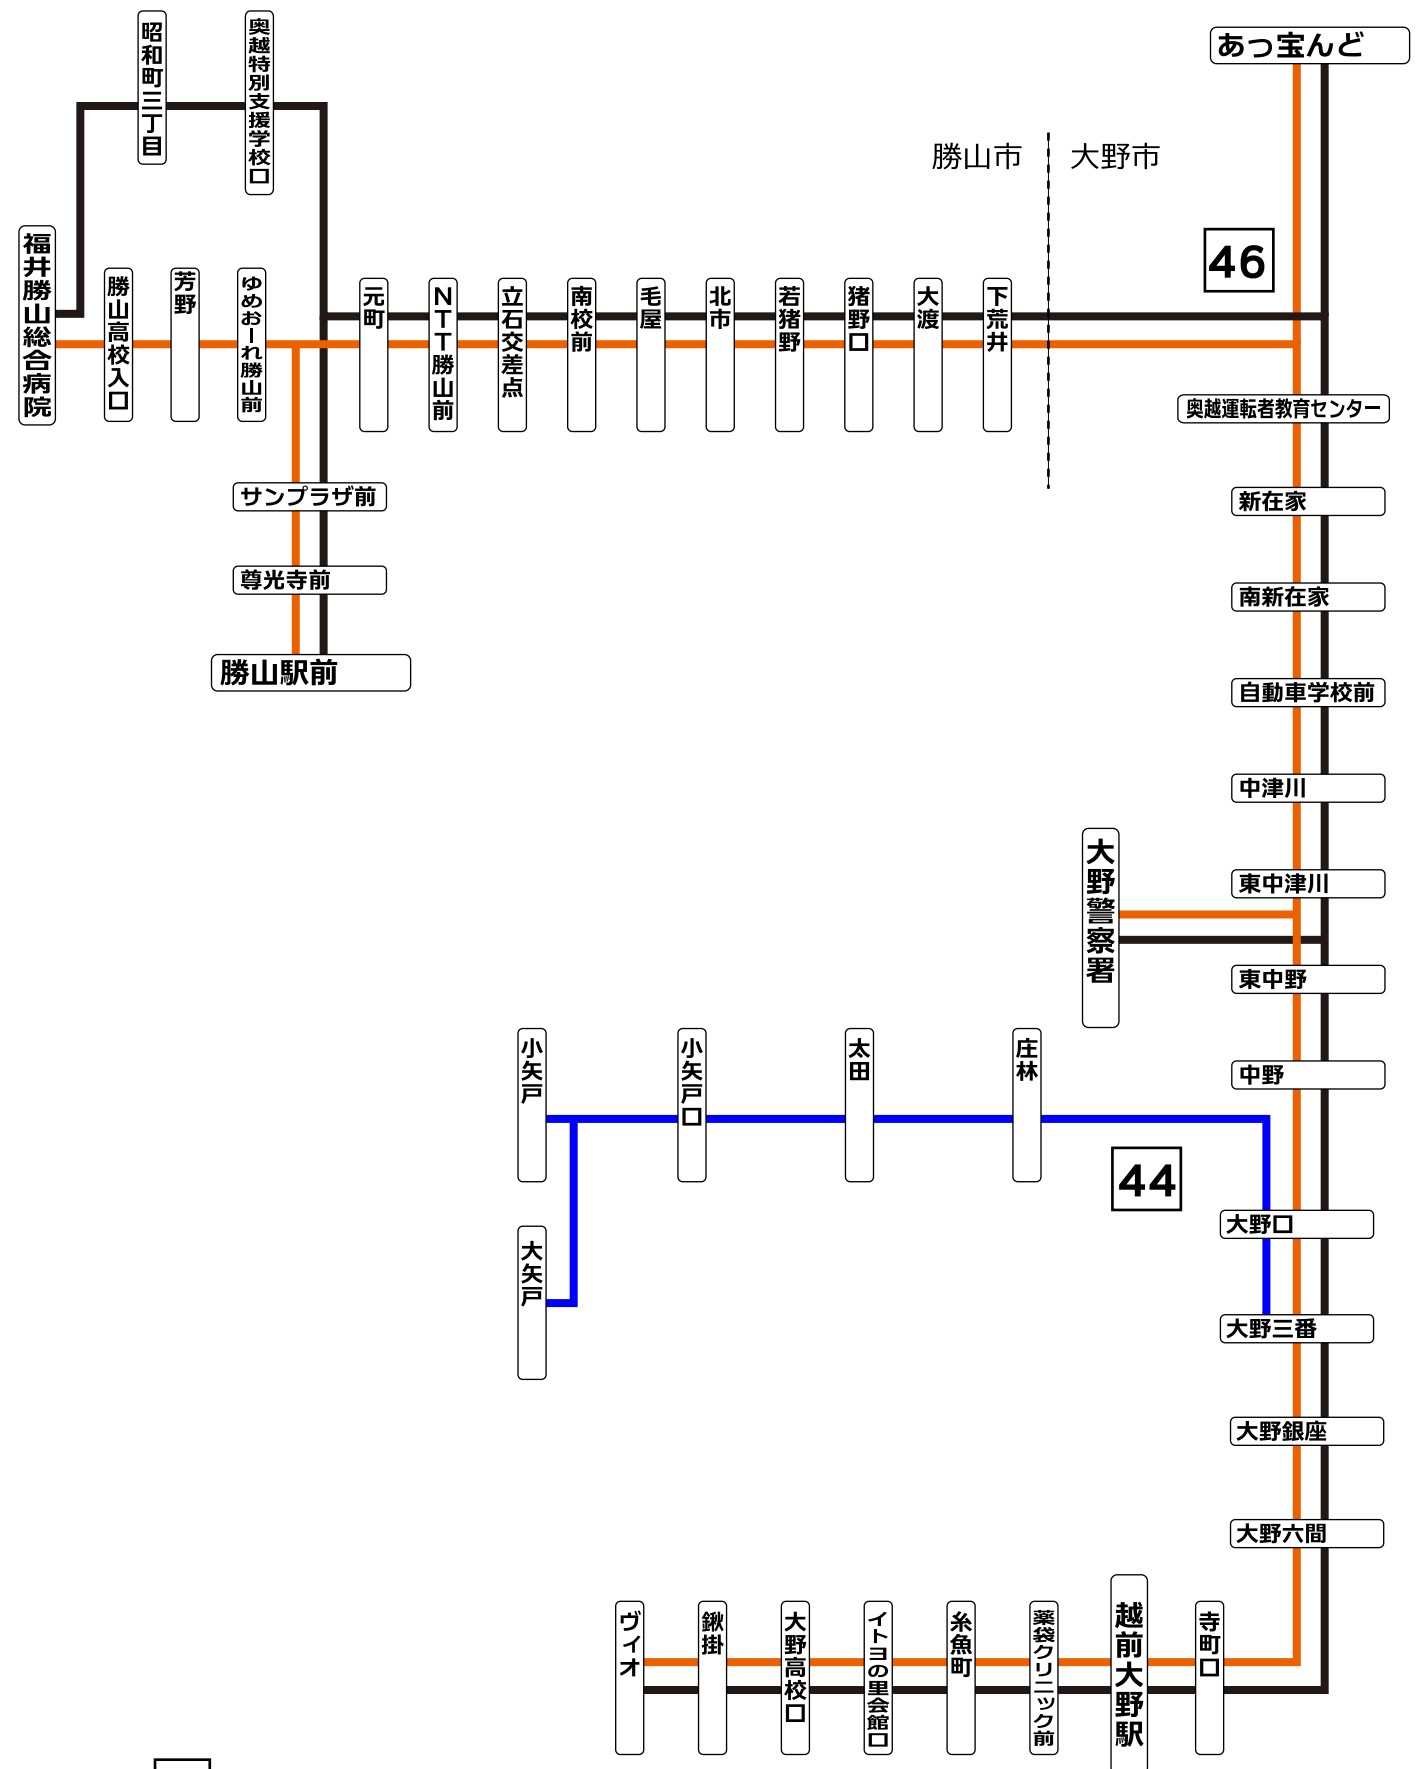 昭和町三丁目
奥越特別支援学校口
あっ宝んど
勝山市
大野市
46
福井勝山総合病院
勝山高校入口
芳野
ゆめおーれ勝山前
元町
NTT勝山前
立石交差点
南校前
毛屋
北市
若猪野
猪野口
大渡
下荒井
奥越運転者教育センター
サンプラザ前
新在家
尊光寺前
南新在家
勝山駅前
自動車学校前
中津川
大野警察署
東中津川
東中野
小矢戸
小矢戸口
太田
庄林
中野
44
大野口
大矢戸
大野三番
大野銀座
大野六間
ヴィオ
鍬掛
大野高校口
イトヨの里会館口
糸魚町
薬袋クリニック前
越前大野駅
寺町口